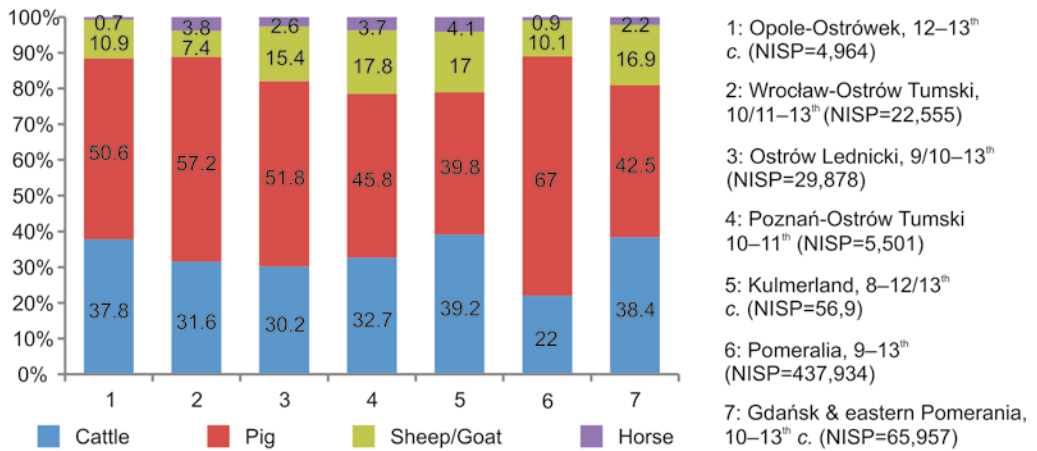 100%
90%
80%
70%
60%
50%
40%
30%
20%
10%
0%
0.7
10.9
50.6
37.8
3.8
7.4
57.2
31.6
2.6
15.4
51.8
30.2
3.7
17.8
45.8
32.7
4.1
17
39.8
39.2
0.9
10.1
67
22
2.2
16.9
42.5
38.4
1 2 3 4 5 6 7
Cattle Pig Sheep/Goat Horse
1: Opole-Ostrówek, 12–13th
c. (NISP=4,964)
2: Wrocław-Ostrów Tumski,
10/11–13th (NISP=22,555)
3: Ostrów Lednicki, 9/10–13th
(NISP=29,878)
4: Poznań-Ostrów Tumski
10–11th (NISP=5,501)
5: Kulmerland, 8–12/13th
c. (NISP=56,9)
6: Pomeralia, 9–13th
(NISP=437,934)
7: Gdańsk & eastern Pomerania,
10–13th c. (NISP=65,957)